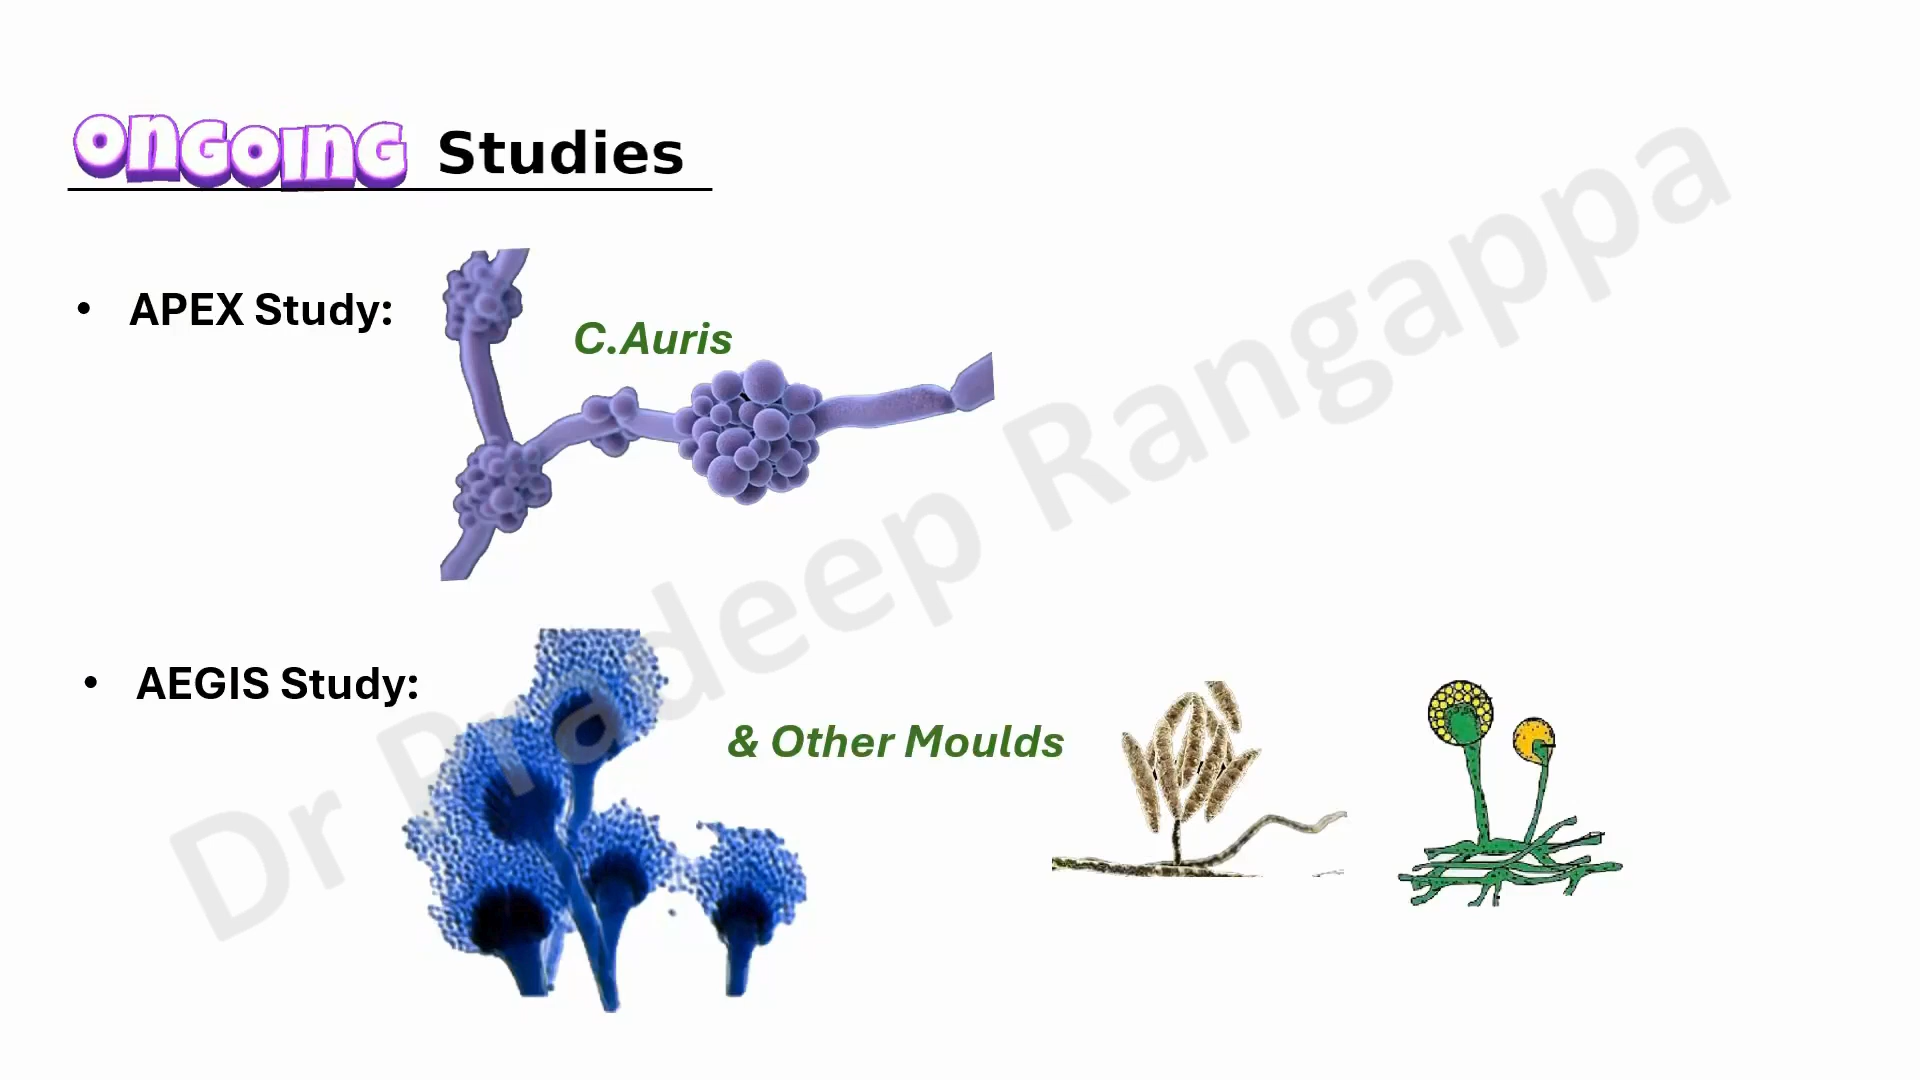 ONGOING Studies
• APEX Study:
C.Auris
• AEGIS Study:
& Other Moulds
Dr Pradeep Rangappa